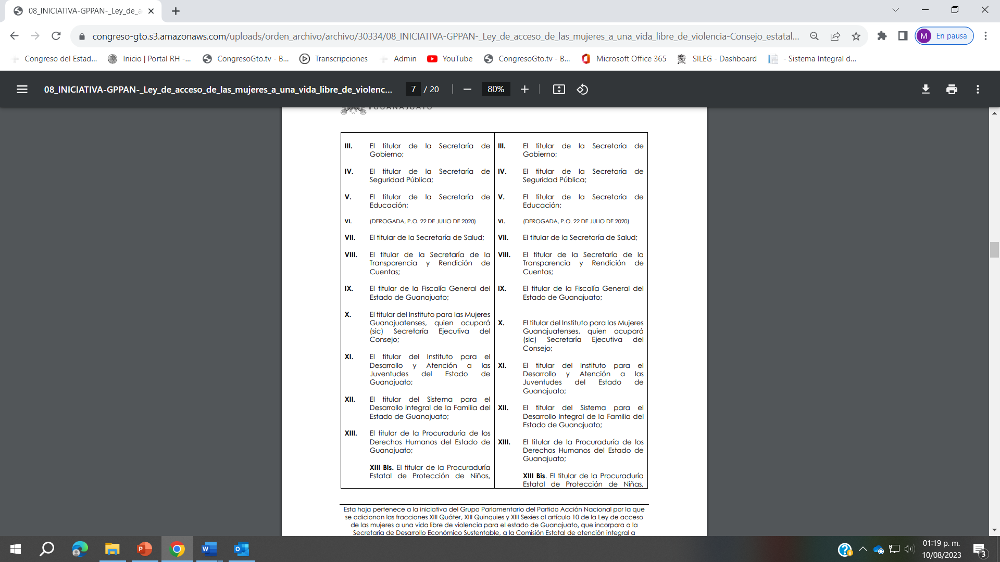 08_INICIATIVA-GPPAN-_Ley_de_a
congreso-gto.s3.amazonaws.com/uploads/orden_archivo/archivo/30334/08_INICIATIVA-GPPAN-_Ley_de_acceso_de_las_mujeres_a_una_vida_libre_de_violencia-Consejo_estatal...
M En pausa
Congreso del Estad...
Inicio | Portal RH -...
CongresoGto.tv - B...
Transcripciones
Admin
YouTube
CongresoGto.tv - B...
Microsoft Office 365
SILEG - Dashboard
- Sistema Integral d...
08_INICIATIVA-GPPAN-_Ley_de_acceso_de_las_mujeres_a_una_vida_libre_de_violenc...
7 / 20
80%
GUANAJUATO
III. El titular de la Secretaría de
Gobierno;
IV. El titular de la Secretaría de
Seguridad Pública;
V. El titular de la Secretaría de
Educación;
VI. (DEROGADA, P.O. 22 DE JULIO DE 2020)
VII. El titular de la Secretaría de Salud;
VIII. El titular de la Secretaría de la
Transparencia y Rendición de
Cuentas;
IX. El titular de la Fiscalía General del
Estado de Guanajuato;
X. El titular del Instituto para las Mujeres
Guanajuatenses, quien ocupará
(sic) Secretaría Ejecutiva del
Consejo;
XI. El titular del Instituto para el
Desarrollo y Atención a las
Juventudes del Estado de
Guanajuato;
XII. El titular del Sistema para el
Desarrollo Integral de la Familia del
Estado de Guanajuato;
XIII. El titular de la Procuraduría de los
Derechos Humanos del Estado de
Guanajuato;
XIII Bis. El titular de la Procuraduría
Estatal de Protección de Niñas,
III. El titular de la Secretaría de
Gobierno;
IV. El titular de la Secretaría de
Seguridad Pública;
V. El titular de la Secretaría de
Educación;
VI. (DEROGADA, P.O. 22 DE JULIO DE 2020)
VII. El titular de la Secretaría de Salud;
VIII. El titular de la Secretaría de la
Transparencia y Rendición de
Cuentas;
IX. El titular de la Fiscalía General del
Estado de Guanajuato;
X. El titular del Instituto para las Mujeres
Guanajuatenses, quien ocupará
(sic) Secretaría Ejecutiva del
Consejo;
XI. El titular del Instituto para el
Desarrollo y Atención a las
Juventudes del Estado de
Guanajuato;
XII. El titular del Sistema para el
Desarrollo Integral de la Familia del
Estado de Guanajuato;
XIII. El titular de la Procuraduría de los
Derechos Humanos del Estado de
Guanajuato;
XIII Bis. El titular de la Procuraduría
Estatal de Protección de Niñas,
Esta hoja pertenece a la iniciativa del Grupo Parlamentario del Partido Acción Nacional por la que
se adicionan las fracciones XIII Quáter, XIII Quinquies y XIII Sexies al artículo 10 de la Ley de acceso
de las mujeres a una vida libre de violencia para el estado de Guanajuato, que incorpora a la
Secretaría de Desarrollo Económico Sustentable, a la Comisión Estatal de atención integral a
01:19 p. m.
10/08/2023
3